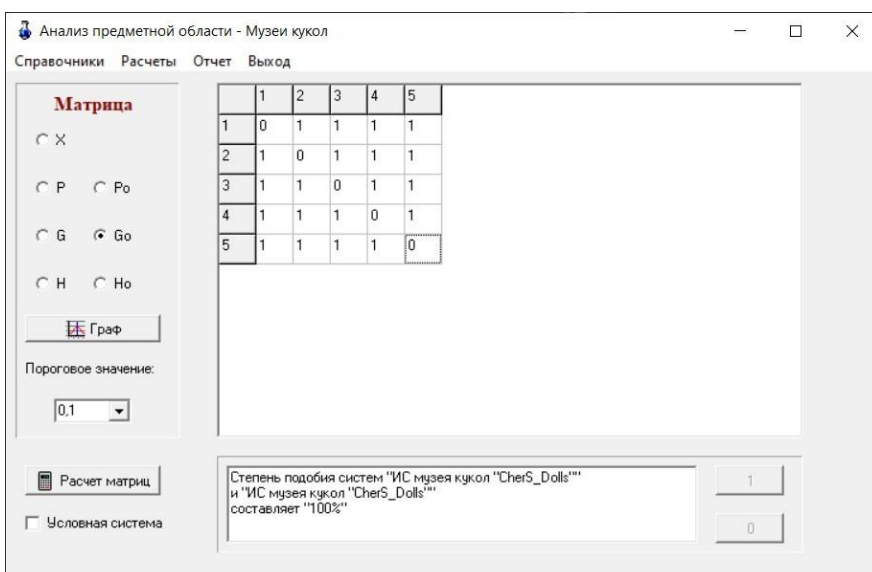 Анализ предметной области - Музеи кукол
Справочники Расчеты Отчет Выход
Матрица
X
P Po
G Go
H Ho
Граф
Пороговое значение:
0,1
Расчет матриц
Условная система
1 2 3 4 5
1 0 1 1 1 1
2 1 0 1 1 1
3 1 1 0 1 1
4 1 1 1 0 1
5 1 1 1 1 0
Степень подобия систем "ИС музея кукол "CherS_Dolls""
и "ИС музея кукол "CherS_Dolls""
составляет "100%"
1
0